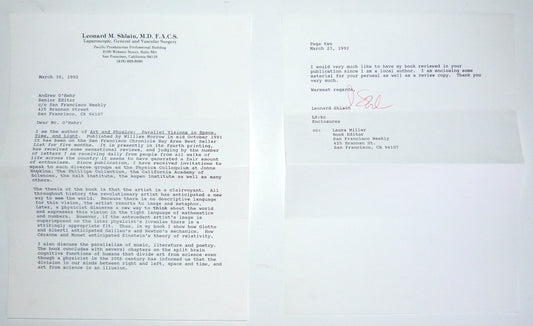 Leonard M. Shlain, M.D. F.A.C.S.
Laparoscopic, General and Vascular Surgery
Pacific Presbyterian Professional Building
2100 Webster Street, Suite
San Francisco, California 94115
(415)
March 30, 1992
Andrew O'Hehr
Senior Editor
c/o San Francisco Weekly
425 Brannan Street
San Francisco, CA 94107
Dear Mr. O'Hehr:
I am the author of Art and Physics: Parallel Visions in Space,
Time, and Light. Published by William Morrow in mid October 1991
it has been on the San Francisco Chronicle Bay Area Best Seller
List for five months. It is presently in its fourth printing,
has received some sensational reviews, and judging by the number
of letters I am receiving daily from people from all walks of
life across the country it seems to have generated a fair amount
of enthusiasm. Since publication, I have received invitations to
speak to such diverse groups as the Physics Colloquium at Johns
Hopkins, The Phillips Collection, the California Academy of
Sciences, the Salk Institute, the Aspen Institute as well as many
others.
The thesis of the book is that the artist is a clairvoyant. All
throughout history the revolutionary artist has anticipated a new
way to see the world. Because there is no descriptive language
for this vision, the artist resorts to image and metaphor.
Later, a physicist discovers a new way to think about the world
and expresses this vision in the tight language of mathematics
and numbers. However, if the antecedent artist's image is
superimposed on the later physicist's formulas there is a
strikingly appropriate fit. Thus, in my book I show how Giotto
and Alberti anticipated Galileo's and Newton's mechanics. How
Cézanne and Monet anticipated Einstein's theory of relativity.
I also discuss the parallelism of music, literature and poetry.
The book concludes with several chapters on the split brain
cognitive functions of humans that divide art from science even
though a physicist in the 20th century has informed us that the
division in our minds between right and left, space and time, and
art from science is an illusion.
Page Two
March 27, 1992
I would very much like to have my book reviewed in your
publication since I am a local author. I am enclosing some
material for your perusal as well as a review copy. Thank you
very much.
Warmest regards,
Leonard Shlain
LS:
Enclosures
cc: Laura Miller
Book Editor
San Francisco Weekly
425 Brannan St.
San Francisco, CA 94107